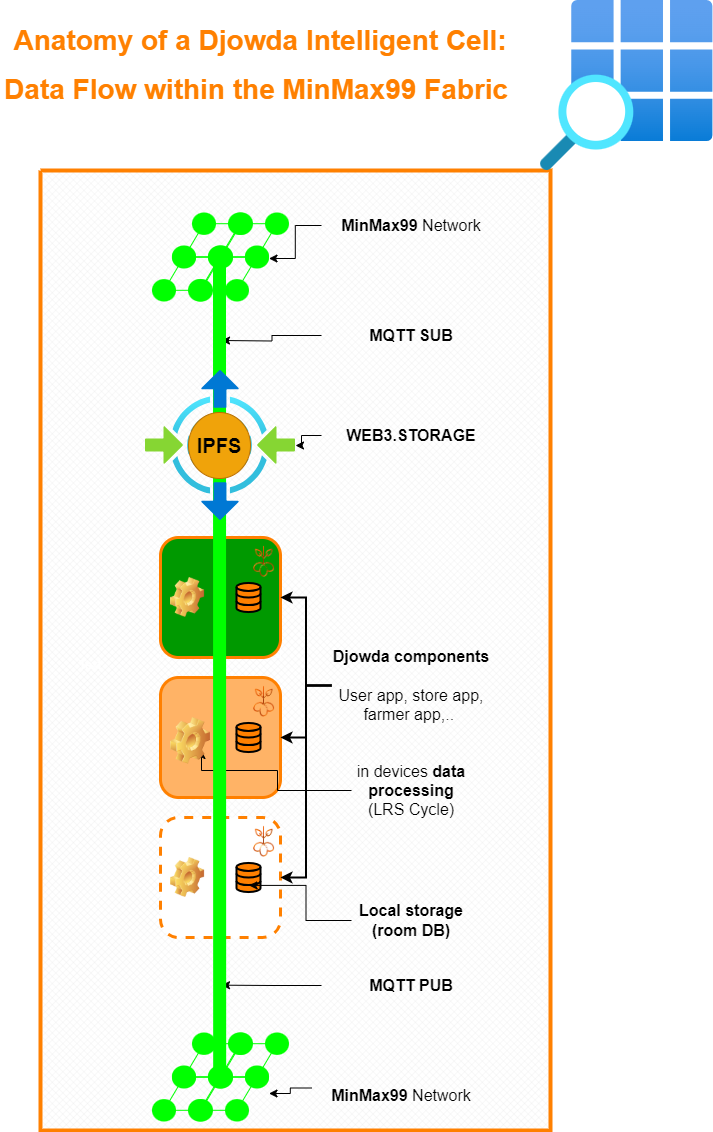 Anatomy of a Djowda Intelligent Cell:
Data Flow within the MinMax99 Fabric
MinMax99 Network
MQTT SUB
WEB3.STORAGE
IPFS
Djowda components
User app, store app,
farmer app,..
in devices data
processing
(LRS Cycle)
Local storage
(room DB)
MQTT PUB
MinMax99 Network